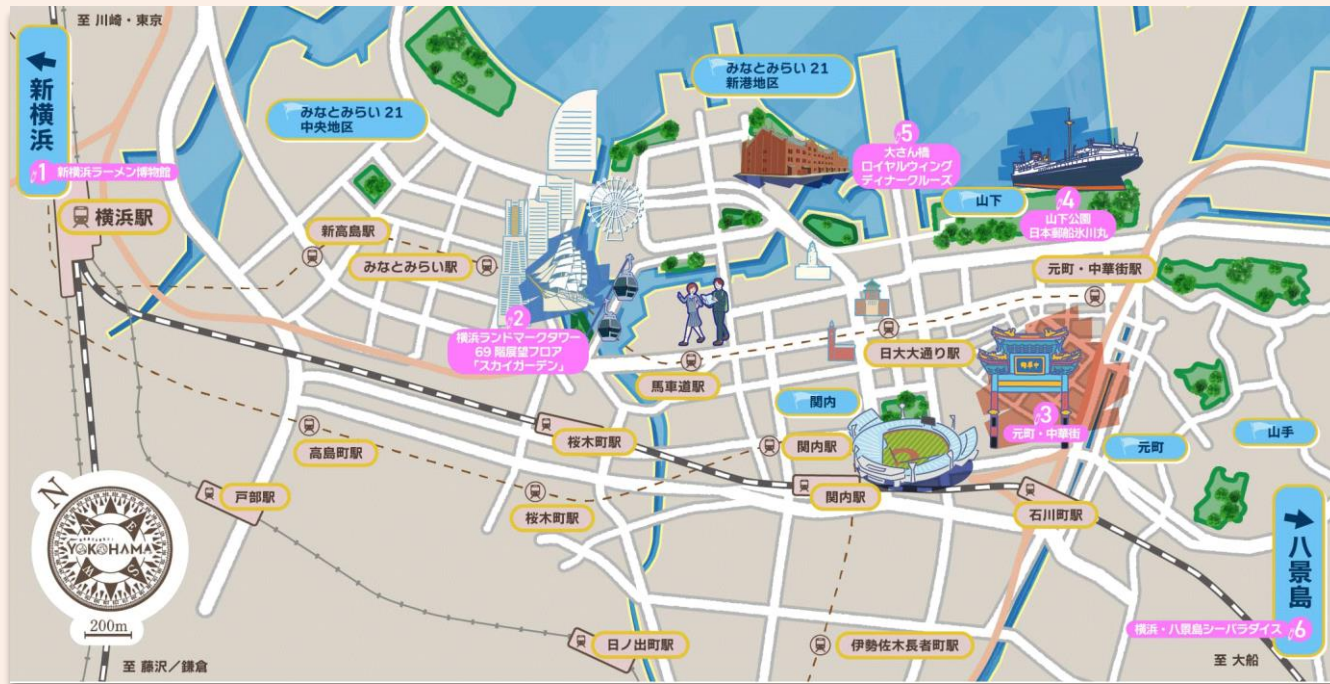 至 川崎・東京
新横浜
1 新横浜ラーメン博物館
横浜駅
みなとみらい 21
中央地区
みなとみらい 21
新港地区
5
大さん橋
ロイヤルウィング
ディナークルーズ
山下
4
山下公園
日本郵船氷川丸
新高島駅
みなとみらい駅
元町・中華街駅
2
横浜ランドマークタワー
69 階展望フロア
「スカイガーデン」
馬車道駅
日大大通り駅
中華街
3
元町・中華街
関内
高島町駅
桜木町駅
関内駅
元町
山手
戸部駅
桜木町駅
関内駅
石川町駅
八景島
N
N
E
YOKOHAMA
W
S
200m
日ノ出町駅
伊勢佐木長者町駅
横浜・八景島シーパラダイス 6
至 藤沢/鎌倉
至 大船